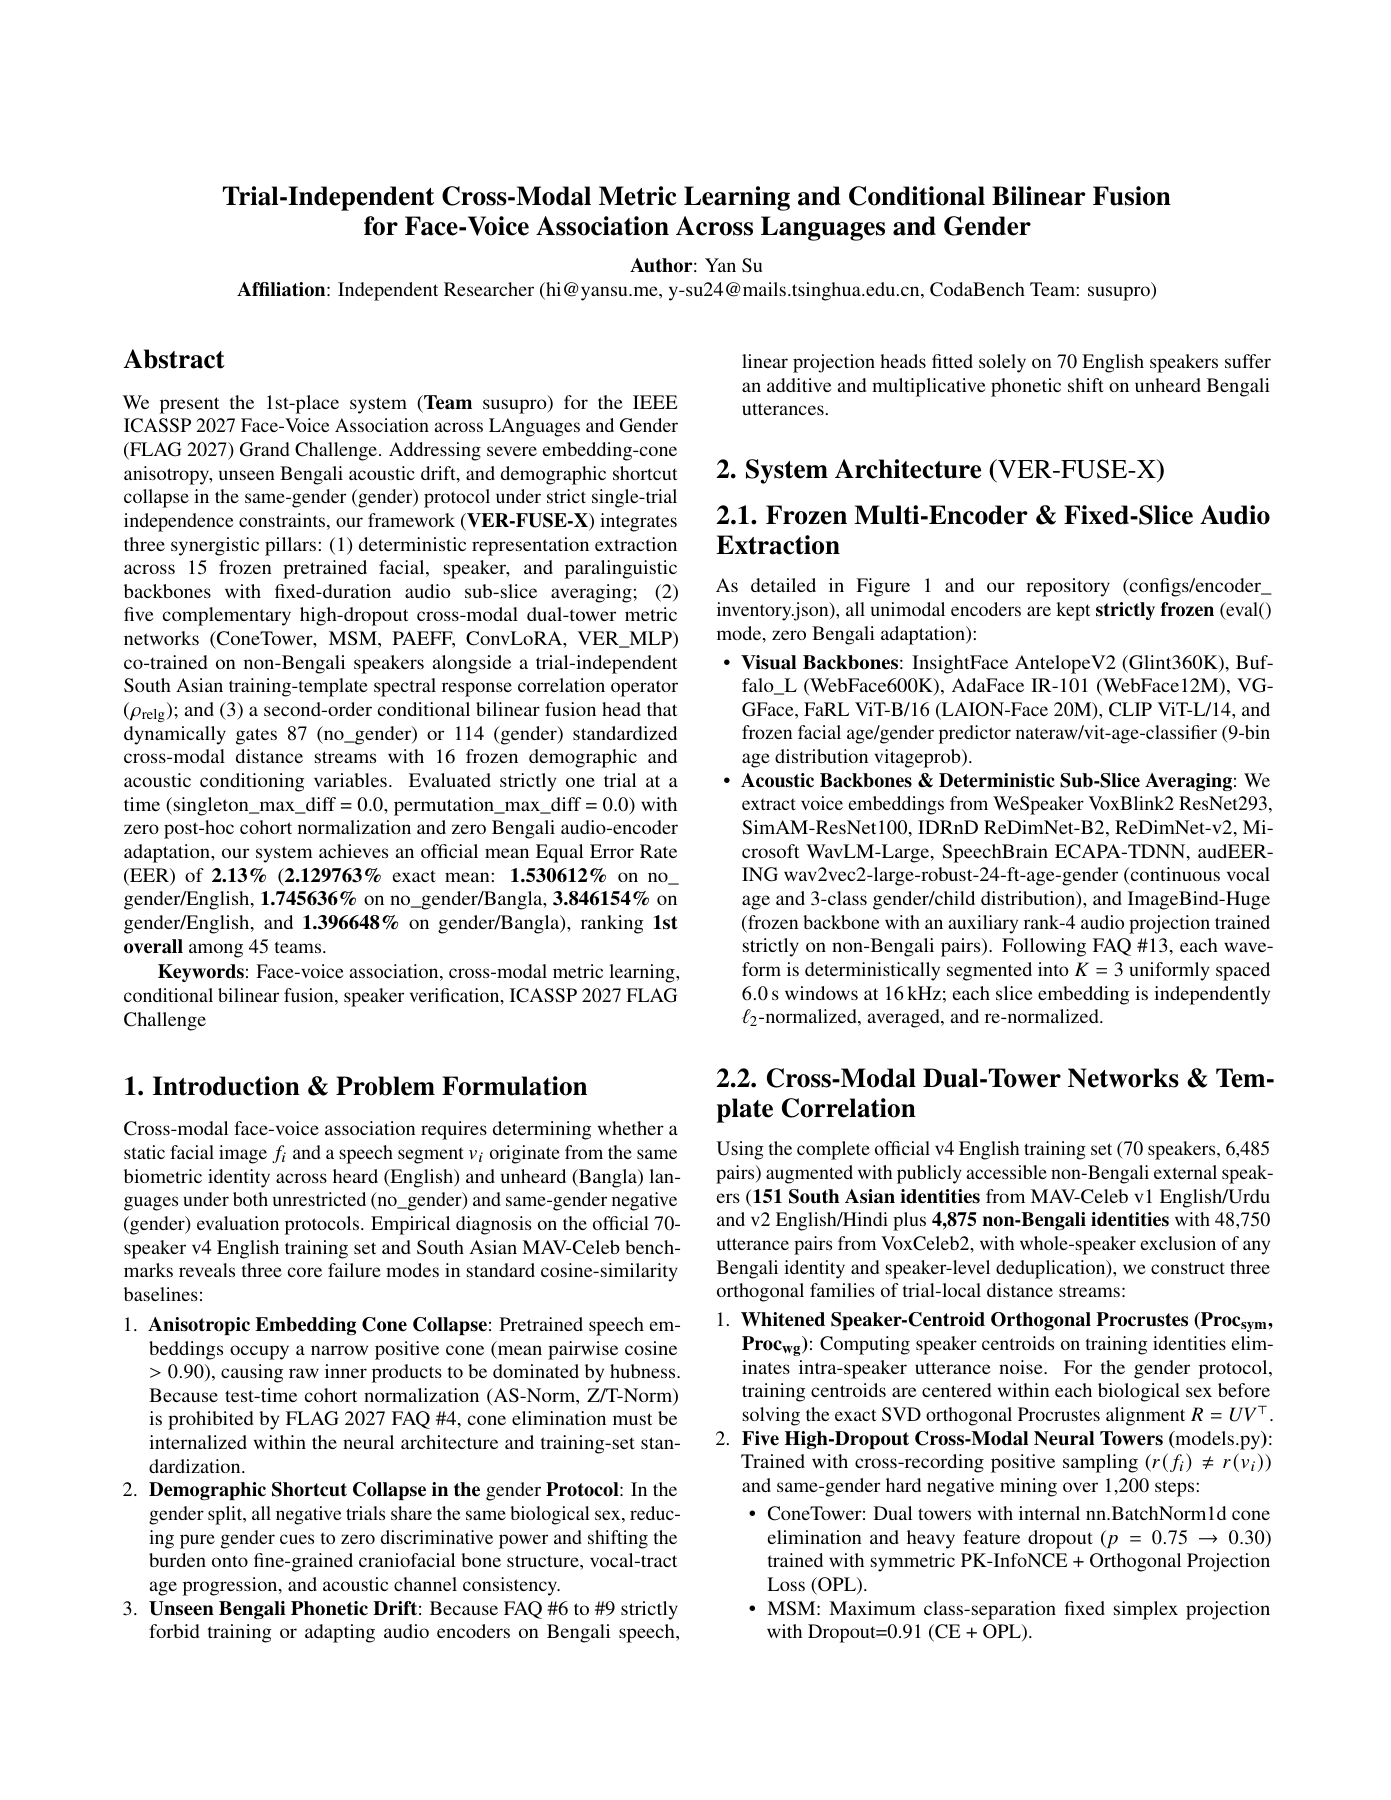 Trial-Independent Cross-Modal Metric Learning and Conditional Bilinear Fusion
for Face-Voice Association Across Languages and Gender
Author: Yan Su
Affiliation: Independent Researcher (hi@yansu.me, y-su24@mails.tsinghua.edu.cn, CodaBench Team: susupro)
Abstract
We present the 1st-place system (Team susupro) for the IEEE
ICASSP 2027 Face-Voice Association across LAnguages and Gender
(FLAG 2027) Grand Challenge. Addressing severe embedding-cone
anisotropy, unseen Bengali acoustic drift, and demographic shortcut
collapse in the same-gender (gender) protocol under strict single-trial
independence constraints, our framework (VER-FUSE-X) integrates
three synergistic pillars: (1) deterministic representation extraction
across 15 frozen pretrained facial, speaker, and paralinguistic
backbones with fixed-duration audio sub-slice averaging; (2)
five complementary high-dropout cross-modal dual-tower metric
networks (ConeTower, MSM, PAEFF, ConvLoRA, VER_MLP)
co-trained on non-Bengali speakers alongside a trial-independent
South Asian training-template spectral response correlation operator
(ρrelg); and (3) a second-order conditional bilinear fusion head that
dynamically gates 87 (no_gender) or 114 (gender) standardized
cross-modal distance streams with 16 frozen demographic and
acoustic conditioning variables. Evaluated strictly one trial at a
time (singleton_max_diff = 0.0, permutation_max_diff = 0.0) with
zero post-hoc cohort normalization and zero Bengali audio-encoder
adaptation, our system achieves an official mean Equal Error Rate
(EER) of 2.13% (2.129763% exact mean: 1.530612% on no_
gender/English, 1.745636% on no_gender/Bangla, 3.846154% on
gender/English, and 1.396648% on gender/Bangla), ranking 1st
overall among 45 teams.
Keywords: Face-voice association, cross-modal metric learning,
conditional bilinear fusion, speaker verification, ICASSP 2027 FLAG
Challenge
1. Introduction & Problem Formulation
Cross-modal face-voice association requires determining whether a
static facial image fi and a speech segment vi originate from the same
biometric identity across heard (English) and unheard (Bangla) lan-
guages under both unrestricted (no_gender) and same-gender negative
(gender) evaluation protocols. Empirical diagnosis on the official 70-
speaker v4 English training set and South Asian MAV-Celeb bench-
marks reveals three core failure modes in standard cosine-similarity
baselines:
1. Anisotropic Embedding Cone Collapse: Pretrained speech em-
beddings occupy a narrow positive cone (mean pairwise cosine
> 0.90), causing raw inner products to be dominated by hubness.
Because test-time cohort normalization (AS-Norm, Z/T-Norm)
is prohibited by FLAG 2027 FAQ #4, cone elimination must be
internalized within the neural architecture and training-set stan-
dardization.
2. Demographic Shortcut Collapse in the gender Protocol: In the
gender split, all negative trials share the same biological sex, reduc-
ing pure gender cues to zero discriminative power and shifting the
burden onto fine-grained craniofacial bone structure, vocal-tract
age progression, and acoustic channel consistency.
3. Unseen Bengali Phonetic Drift: Because FAQ #6 to #9 strictly
forbid training or adapting audio encoders on Bengali speech,
linear projection heads fitted solely on 70 English speakers suffer
an additive and multiplicative phonetic shift on unheard Bengali
utterances.
2. System Architecture (VER-FUSE-X)
2.1. Frozen Multi-Encoder & Fixed-Slice Audio
Extraction
As detailed in Figure 1 and our repository (configs/encoder_
inventory.json), all unimodal encoders are kept strictly frozen (eval()
mode, zero Bengali adaptation):
• Visual Backbones: InsightFace AntelopeV2 (Glint360K), Buf-
falo_L (WebFace600K), AdaFace IR-101 (WebFace12M), VG-
GFace, FaRL ViT-B/16 (LAION-Face 20M), CLIP ViT-L/14, and
frozen facial age/gender predictor nateraw/vit-age-classifier (9-bin
age distribution vitageprob).
• Acoustic Backbones & Deterministic Sub-Slice Averaging: We
extract voice embeddings from WeSpeaker VoxBlink2 ResNet293,
SimAM-ResNet100, IDRnD ReDimNet-B2, ReDimNet-v2, Mi-
crosoft WavLM-Large, SpeechBrain ECAPA-TDNN, audEER-
ING wav2vec2-large-robust-24-ft-age-gender (continuous vocal
age and 3-class gender/child distribution), and ImageBind-Huge
(frozen backbone with an auxiliary rank-4 audio projection trained
strictly on non-Bengali pairs). Following FAQ #13, each wave-
form is deterministically segmented into K = 3 uniformly spaced
6.0 s windows at 16 kHz; each slice embedding is independently
ℓ2-normalized, averaged, and re-normalized.
2.2. Cross-Modal Dual-Tower Networks & Tem-
plate Correlation
Using the complete official v4 English training set (70 speakers, 6,485
pairs) augmented with publicly accessible non-Bengali external speak-
ers (151 South Asian identities from MAV-Celeb v1 English/Urdu
and v2 English/Hindi plus 4,875 non-Bengali identities with 48,750
utterance pairs from VoxCeleb2, with whole-speaker exclusion of any
Bengali identity and speaker-level deduplication), we construct three
orthogonal families of trial-local distance streams:
1. Whitened Speaker-Centroid Orthogonal Procrustes (Procsym,
Procwg): Computing speaker centroids on training identities elim-
inates intra-speaker utterance noise. For the gender protocol,
training centroids are centered within each biological sex before
solving the exact SVD orthogonal Procrustes alignment R = UV⊤.
2. Five High-Dropout Cross-Modal Neural Towers (models.py):
Trained with cross-recording positive sampling (r(fi) ≠ r(vi))
and same-gender hard negative mining over 1,200 steps:
• ConeTower: Dual towers with internal nn.BatchNorm1d cone
elimination and heavy feature dropout (p = 0.75 → 0.30)
trained with symmetric PK-InfoNCE + Orthogonal Projection
Loss (OPL).
• MSM: Maximum class-separation fixed simplex projection
with Dropout=0.91 (CE + OPL).